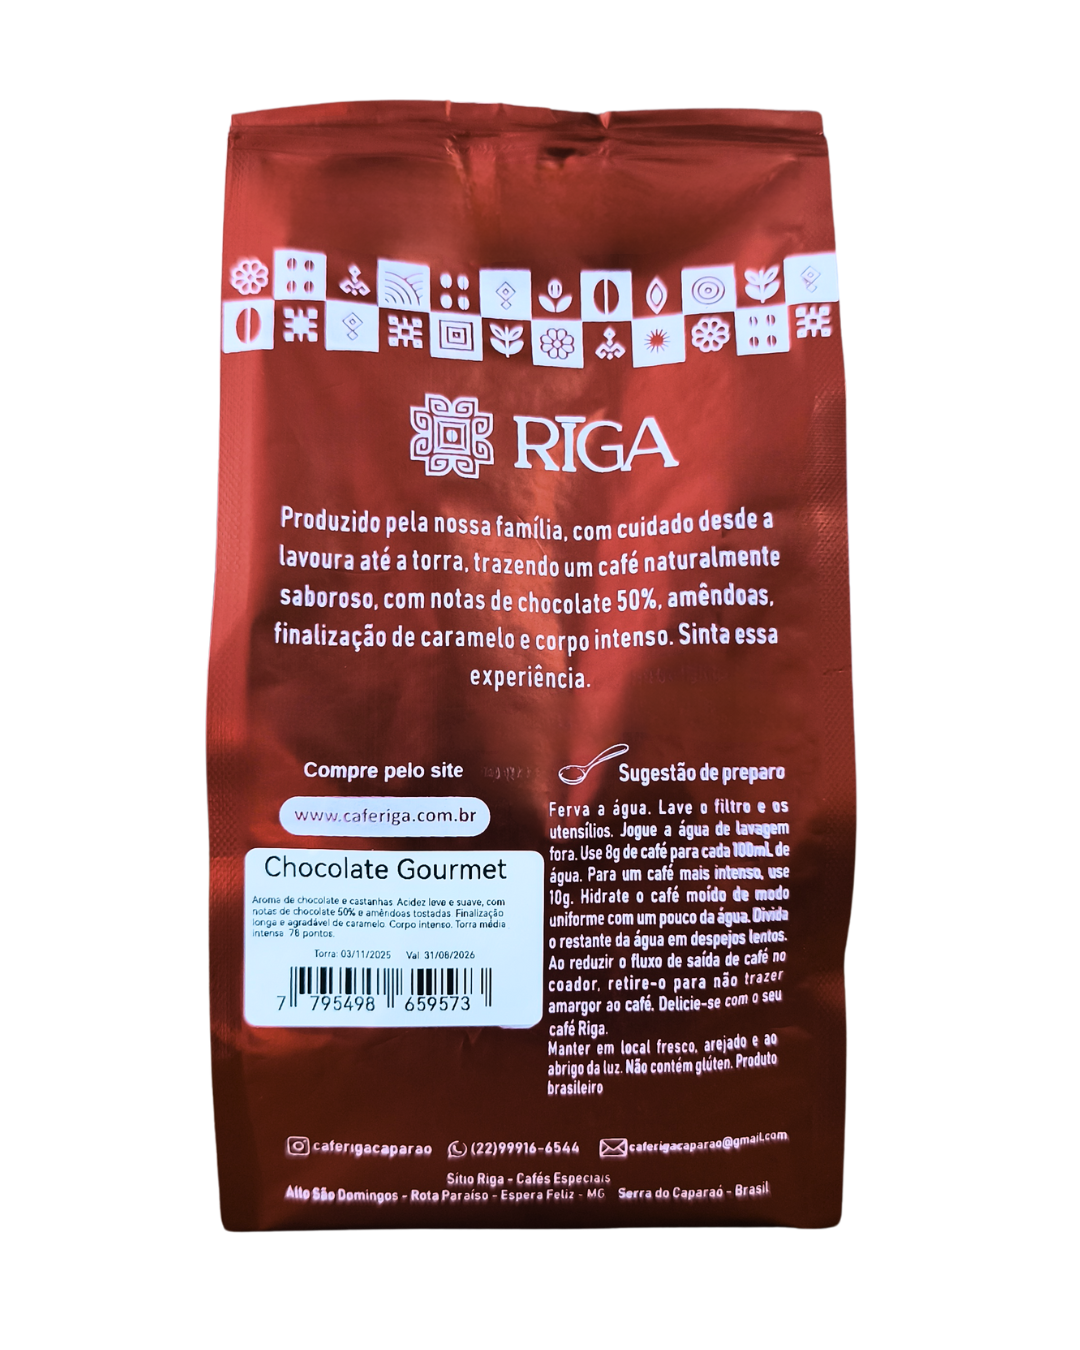 RIGA
Produzido pela nossa família, com cuidado desde a
lavoura até a torra, trazendo um café naturalmente
saboroso, com notas de chocolate 50%, amêndoas,
finalização de caramelo e corpo intenso. Sinta essa
experiência.
Compre pelo site
www.caferiga.com.br
Chocolate Gourmet
Aroma de chocolate e castanhas. Acidez leve e suave, com
notas de chocolate 50% e amêndoas tostadas. Finalização
longa e agradável de caramelo. Corpo intenso. Torra média
intensa. 78 pontos.
Torra: 03/11/2025 Val. 31/08/2026
7 795498 659573
Sugestão de preparo
Ferva a água. Lave o filtro e os
utensílios. Jogue a água de lavagem
fora. Use 8g de café para cada 100mL de
água. Para um café mais intenso, use
10g. Hidrate o café moído de modo
uniforme com um pouco da água. Divida
o restante da água em despejos lentos.
Ao reduzir o fluxo de saída de café no
coador, retire-o para não trazer
amargor ao café. Delicie-se com o seu
café Riga.
Manter em local fresco, arejado e ao
abrigo da luz. Não contém glúten. Produto
brasileiro
caferigacaparao (22)99916-6544 caferigacaparao@gmail.com
Sítio Riga - Cafés Especiais
Alto São Domingos - Rota Paraíso - Espera Feliz - MG Serra do Caparaó - Brasil